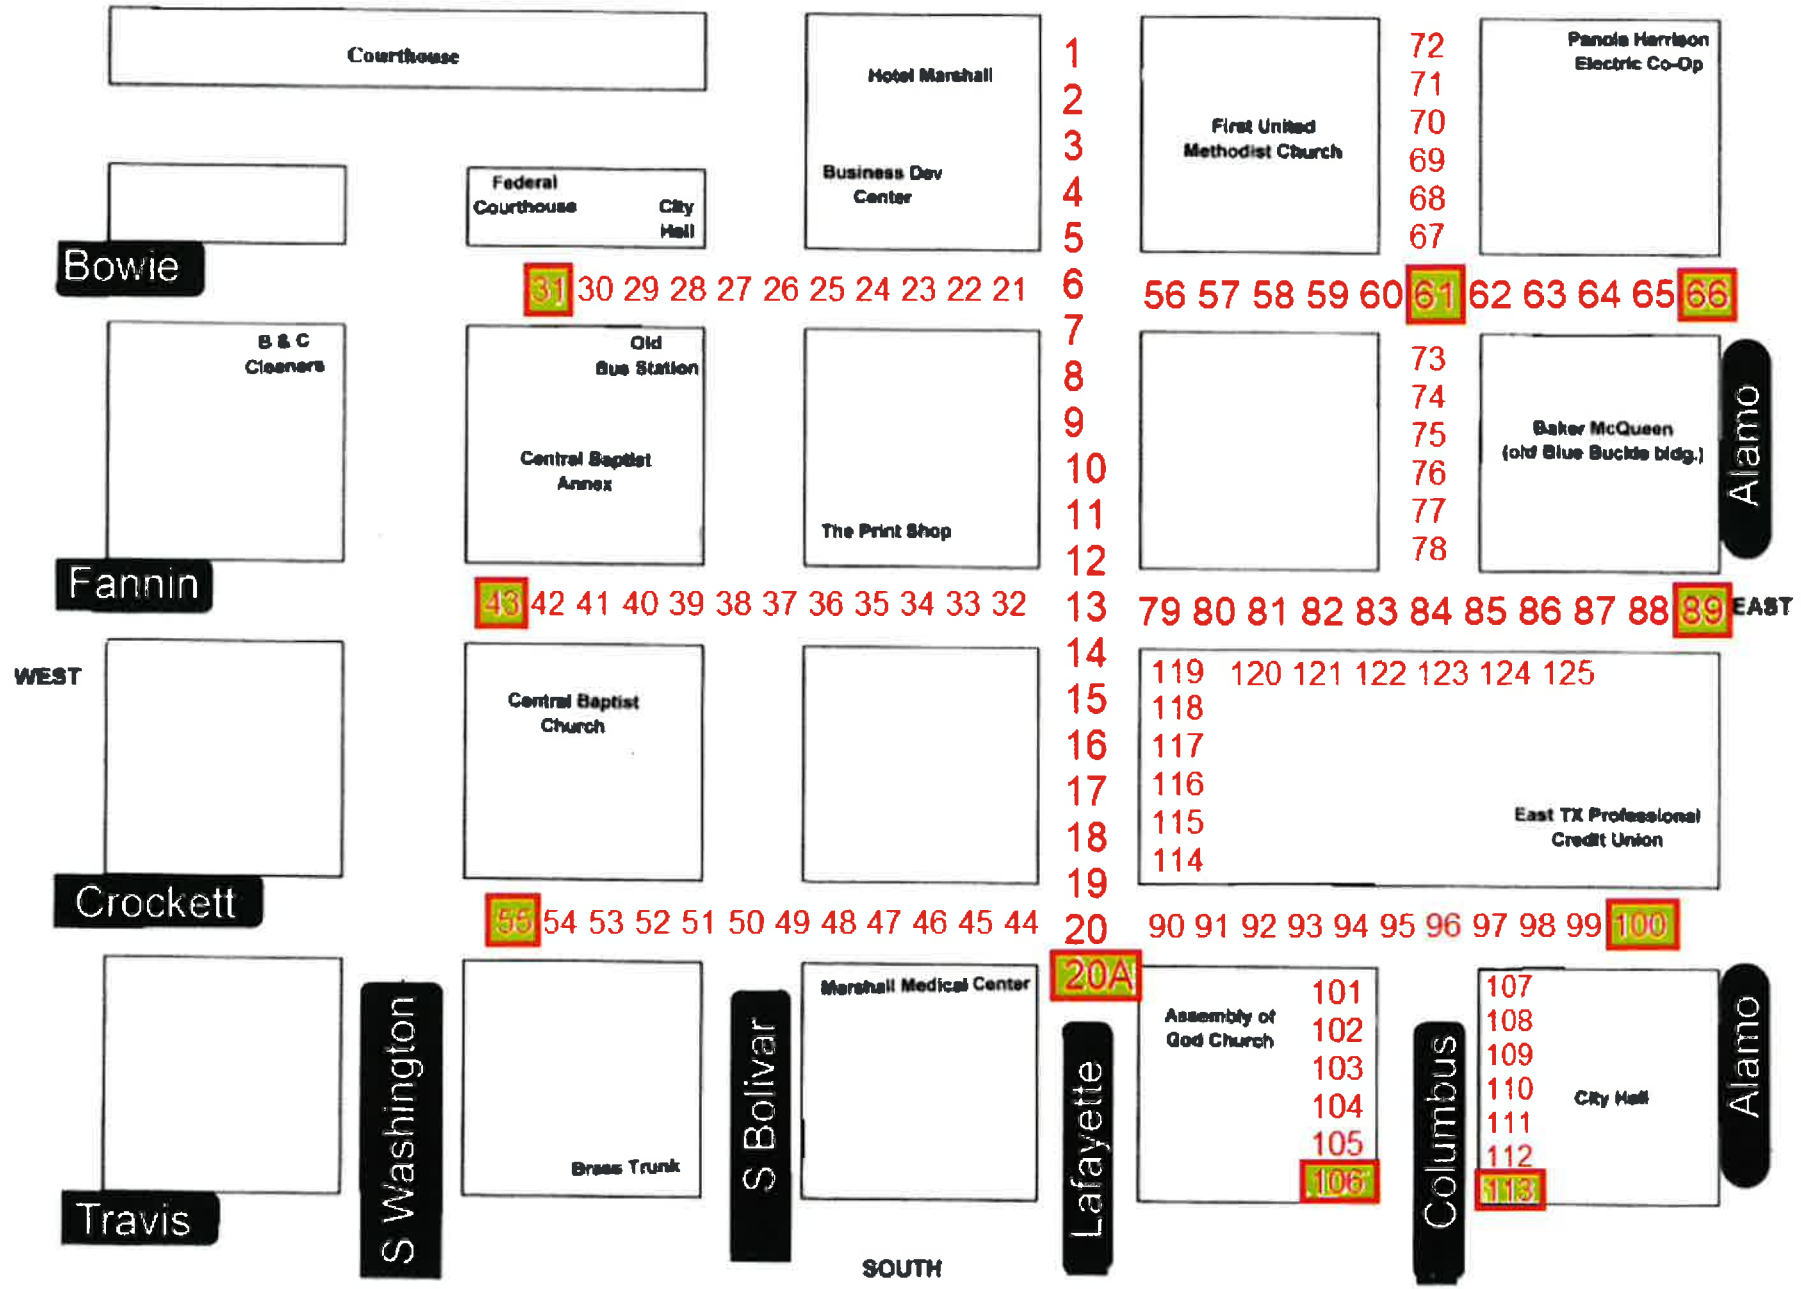 Courthouse
Hotel Marshall
Business Dev
Center
1
2
3
4
5
6
7
8
9
10
11
12
13
14
15
16
17
18
19
20
20A
First United
Methodist Church
72
71
70
69
68
67
Panola Harrison
Electric Co-Op
Federal
Courthouse
City
Hall
Bowie
31 30 29 28 27 26 25 24 23 22 21
56 57 58 59 60 61 62 63 64 65 66
B & C
Cleaners
Old
Bus Station
Central Baptist
Annex
The Print Shop
73
74
75
76
77
78
Baker McQueen
(old Blue Buckle bldg.)
Alamo
Fannin
43 42 41 40 39 38 37 36 35 34 33 32
79 80 81 82 83 84 85 86 87 88 89 EAST
WEST
Central Baptist
Church
119 120 121 122 123 124 125
118
117
116
115
114
East TX Professional
Credit Union
Crockett
55 54 53 52 51 50 49 48 47 46 45 44
90 91 92 93 94 95 96 97 98 99 100
S Washington
Brass Trunk
S Bolivar
Marshall Medical Center
Lafayette
Assembly of
God Church
101
102
103
104
105
106
Columbus
107
108
109
110
111
112
113
City Hall
Alamo
Travis
SOUTH